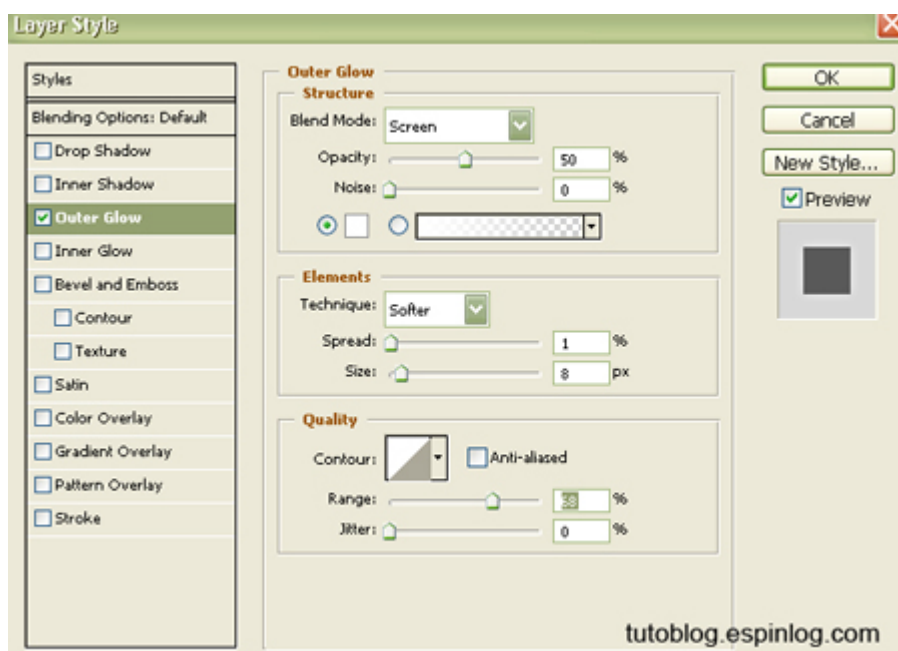 Layer Style
Styles
Blending Options: Default
Drop Shadow
Inner Shadow
Outer Glow
Inner Glow
Bevel and Emboss
Contour
Texture
Satin
Color Overlay
Gradient Overlay
Pattern Overlay
Stroke
Outer Glow
Structure
Blend Mode: Screen
Opacity: 50 %
Noise: 0 %
Elements
Technique: Softer
Spread: 1 %
Size: 8 px
Quality
Contour: Anti-aliased
Range: %
Jitter: 0 %
OK
Cancel
New Style...
Preview
tutoblog.espinlog.com